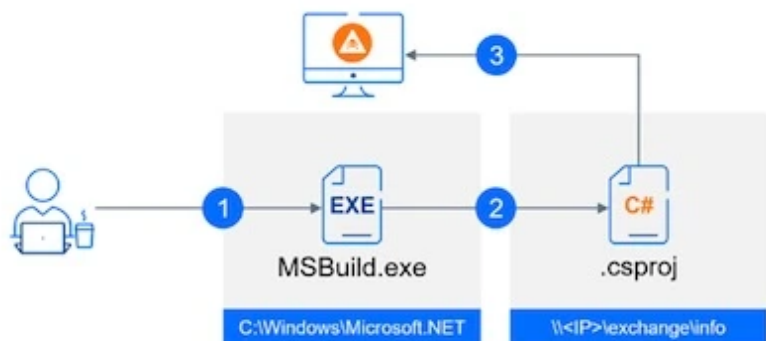 3
1
EXE
2
C#
MSBuild.exe
.csproj
C:\Windows\Microsoft.NET
\\<IP>\exchange\info